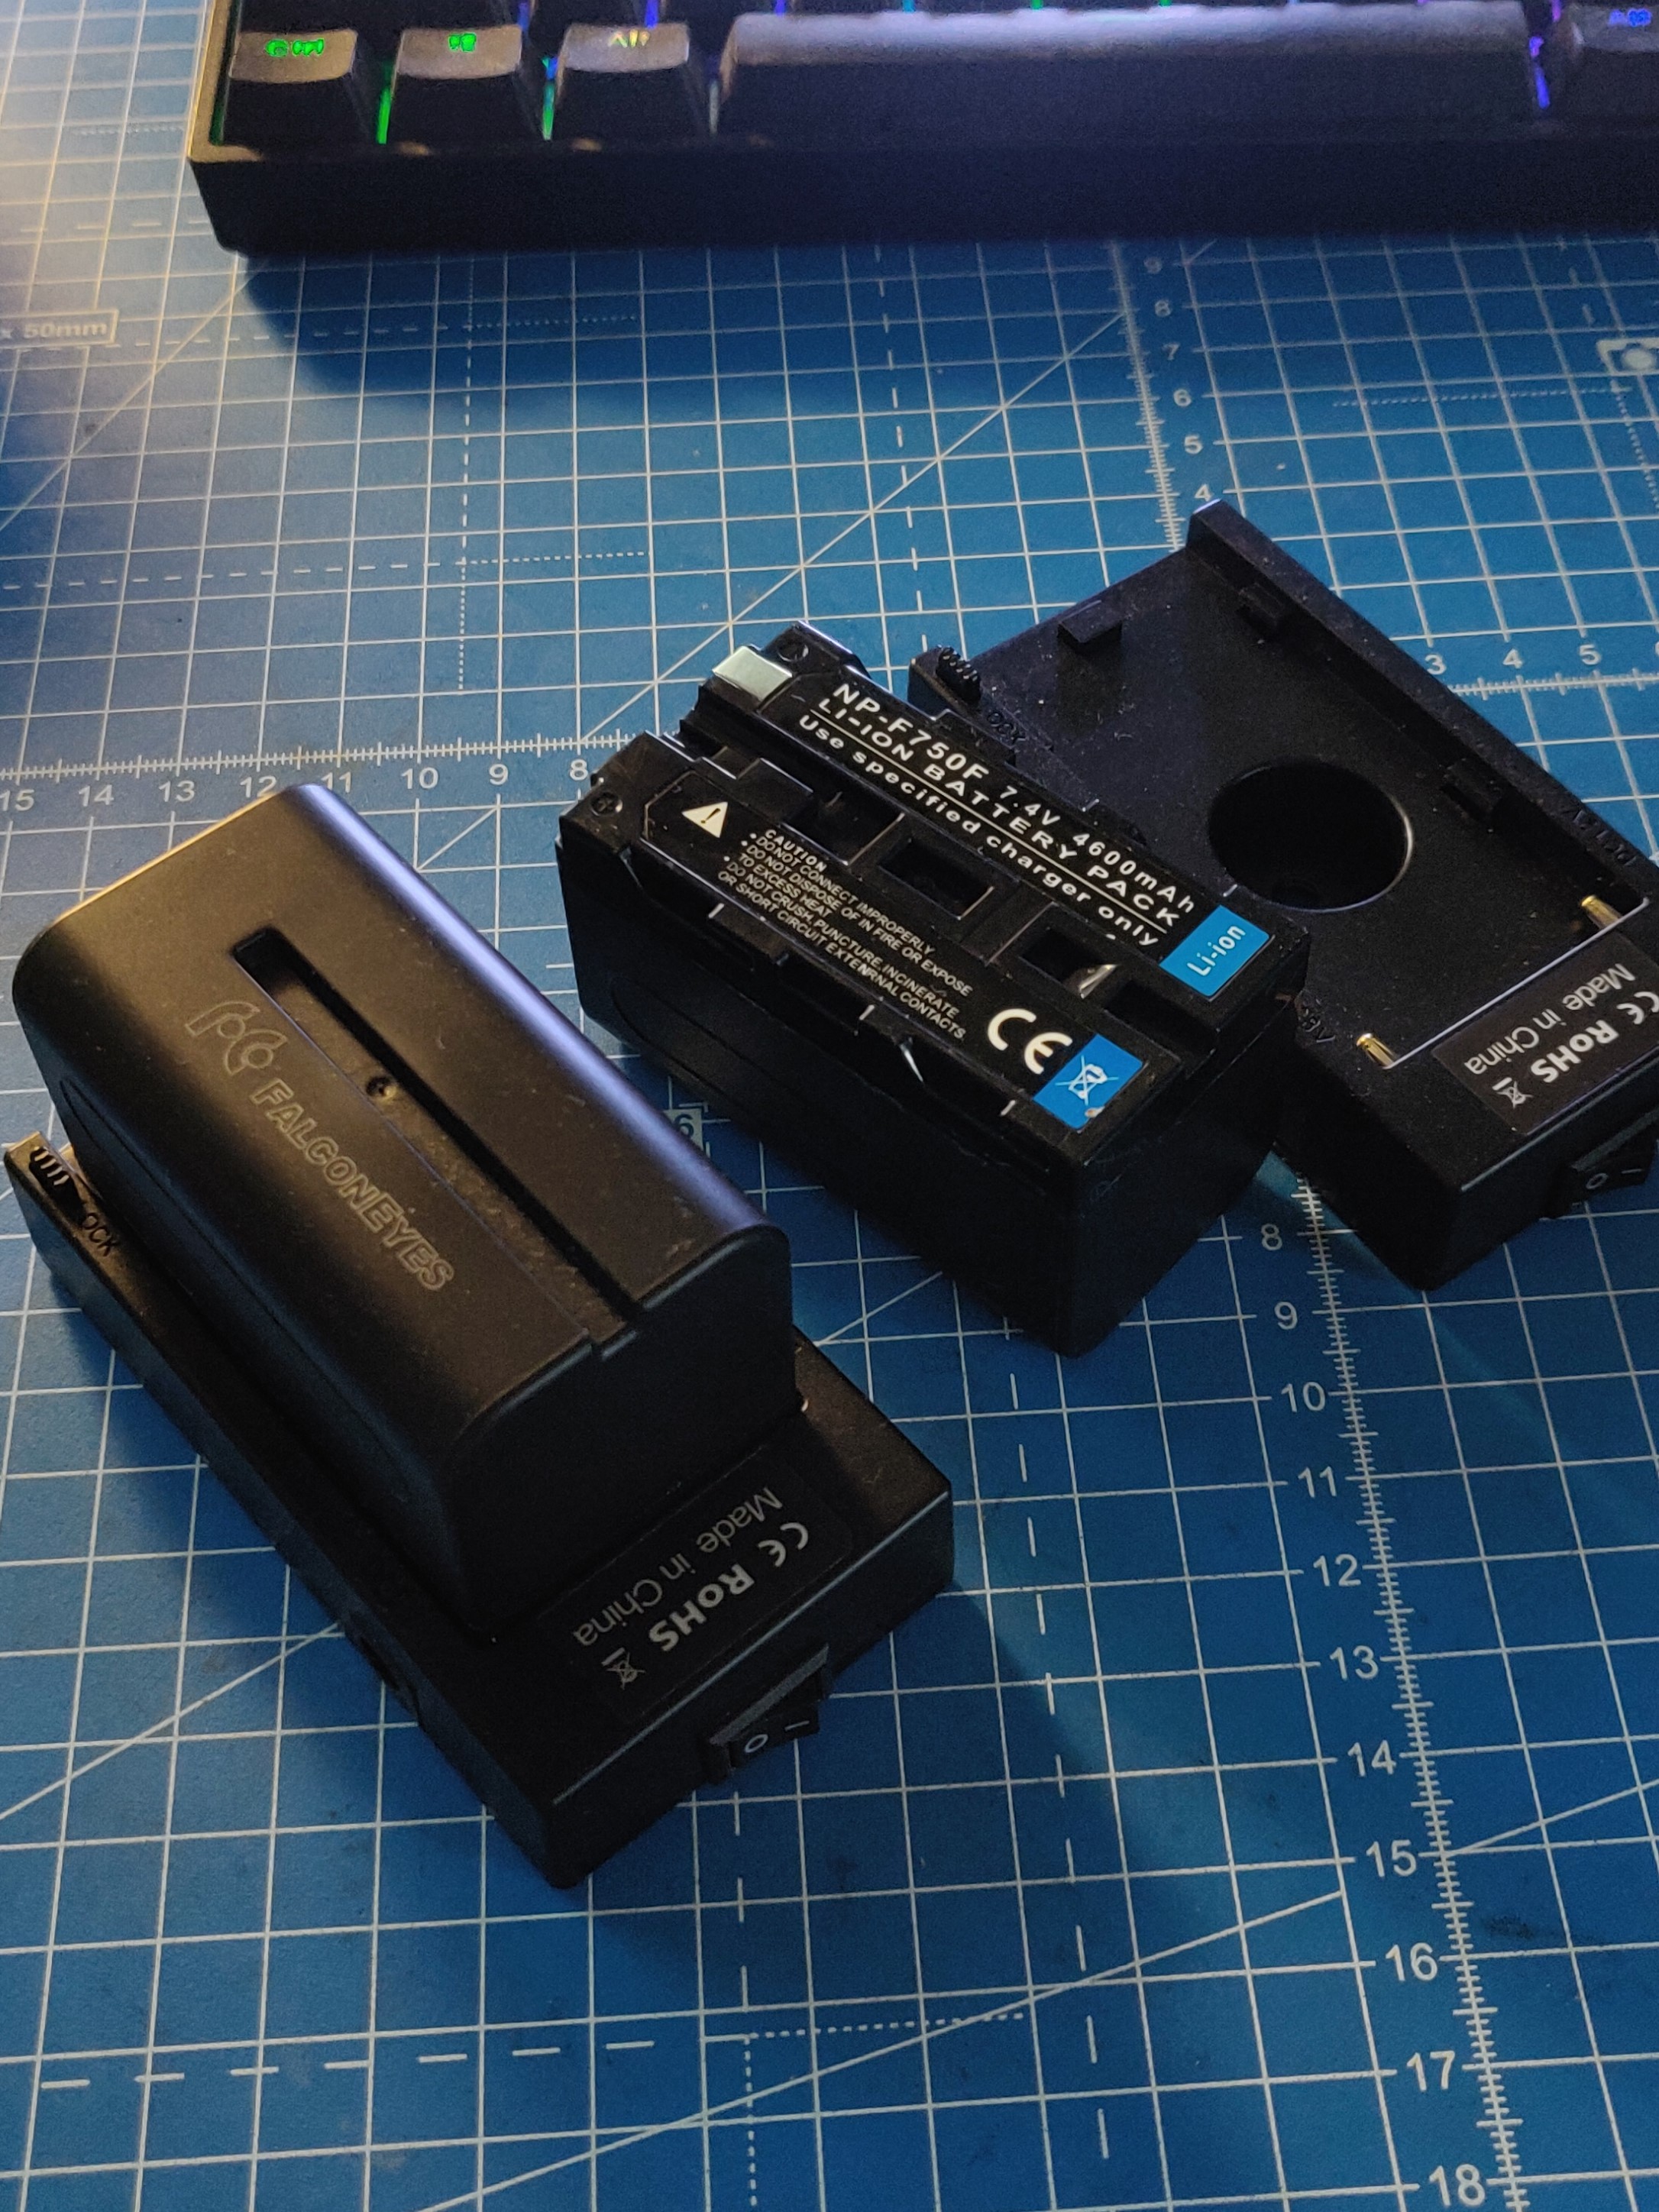 x 50mm
9
8
7
6
5
4
3 4 5
15 14 13 12 11 10 9 8
NP-F750F 7.4V 4600mAh
LI-ION BATTERY PACK
Use specified charger only
Li-ion
CAUTION
• DO NOT CONNECT IMPROPERLY
• DO NOT DISPOSE OF IN FIRE OR EXPOSE
TO EXCESS HEAT
• DO NOT CRUSH, PUNCTURE, INCINERATE
OR SHORT CIRCUIT EXTENRNAL CONTACTS
CE
CE RoHS
Made in China
O –
FALCONEYES
OCK
CE RoHS
Made in China
O –
6
8
9
10
11
12
13
14
15
16
17
18